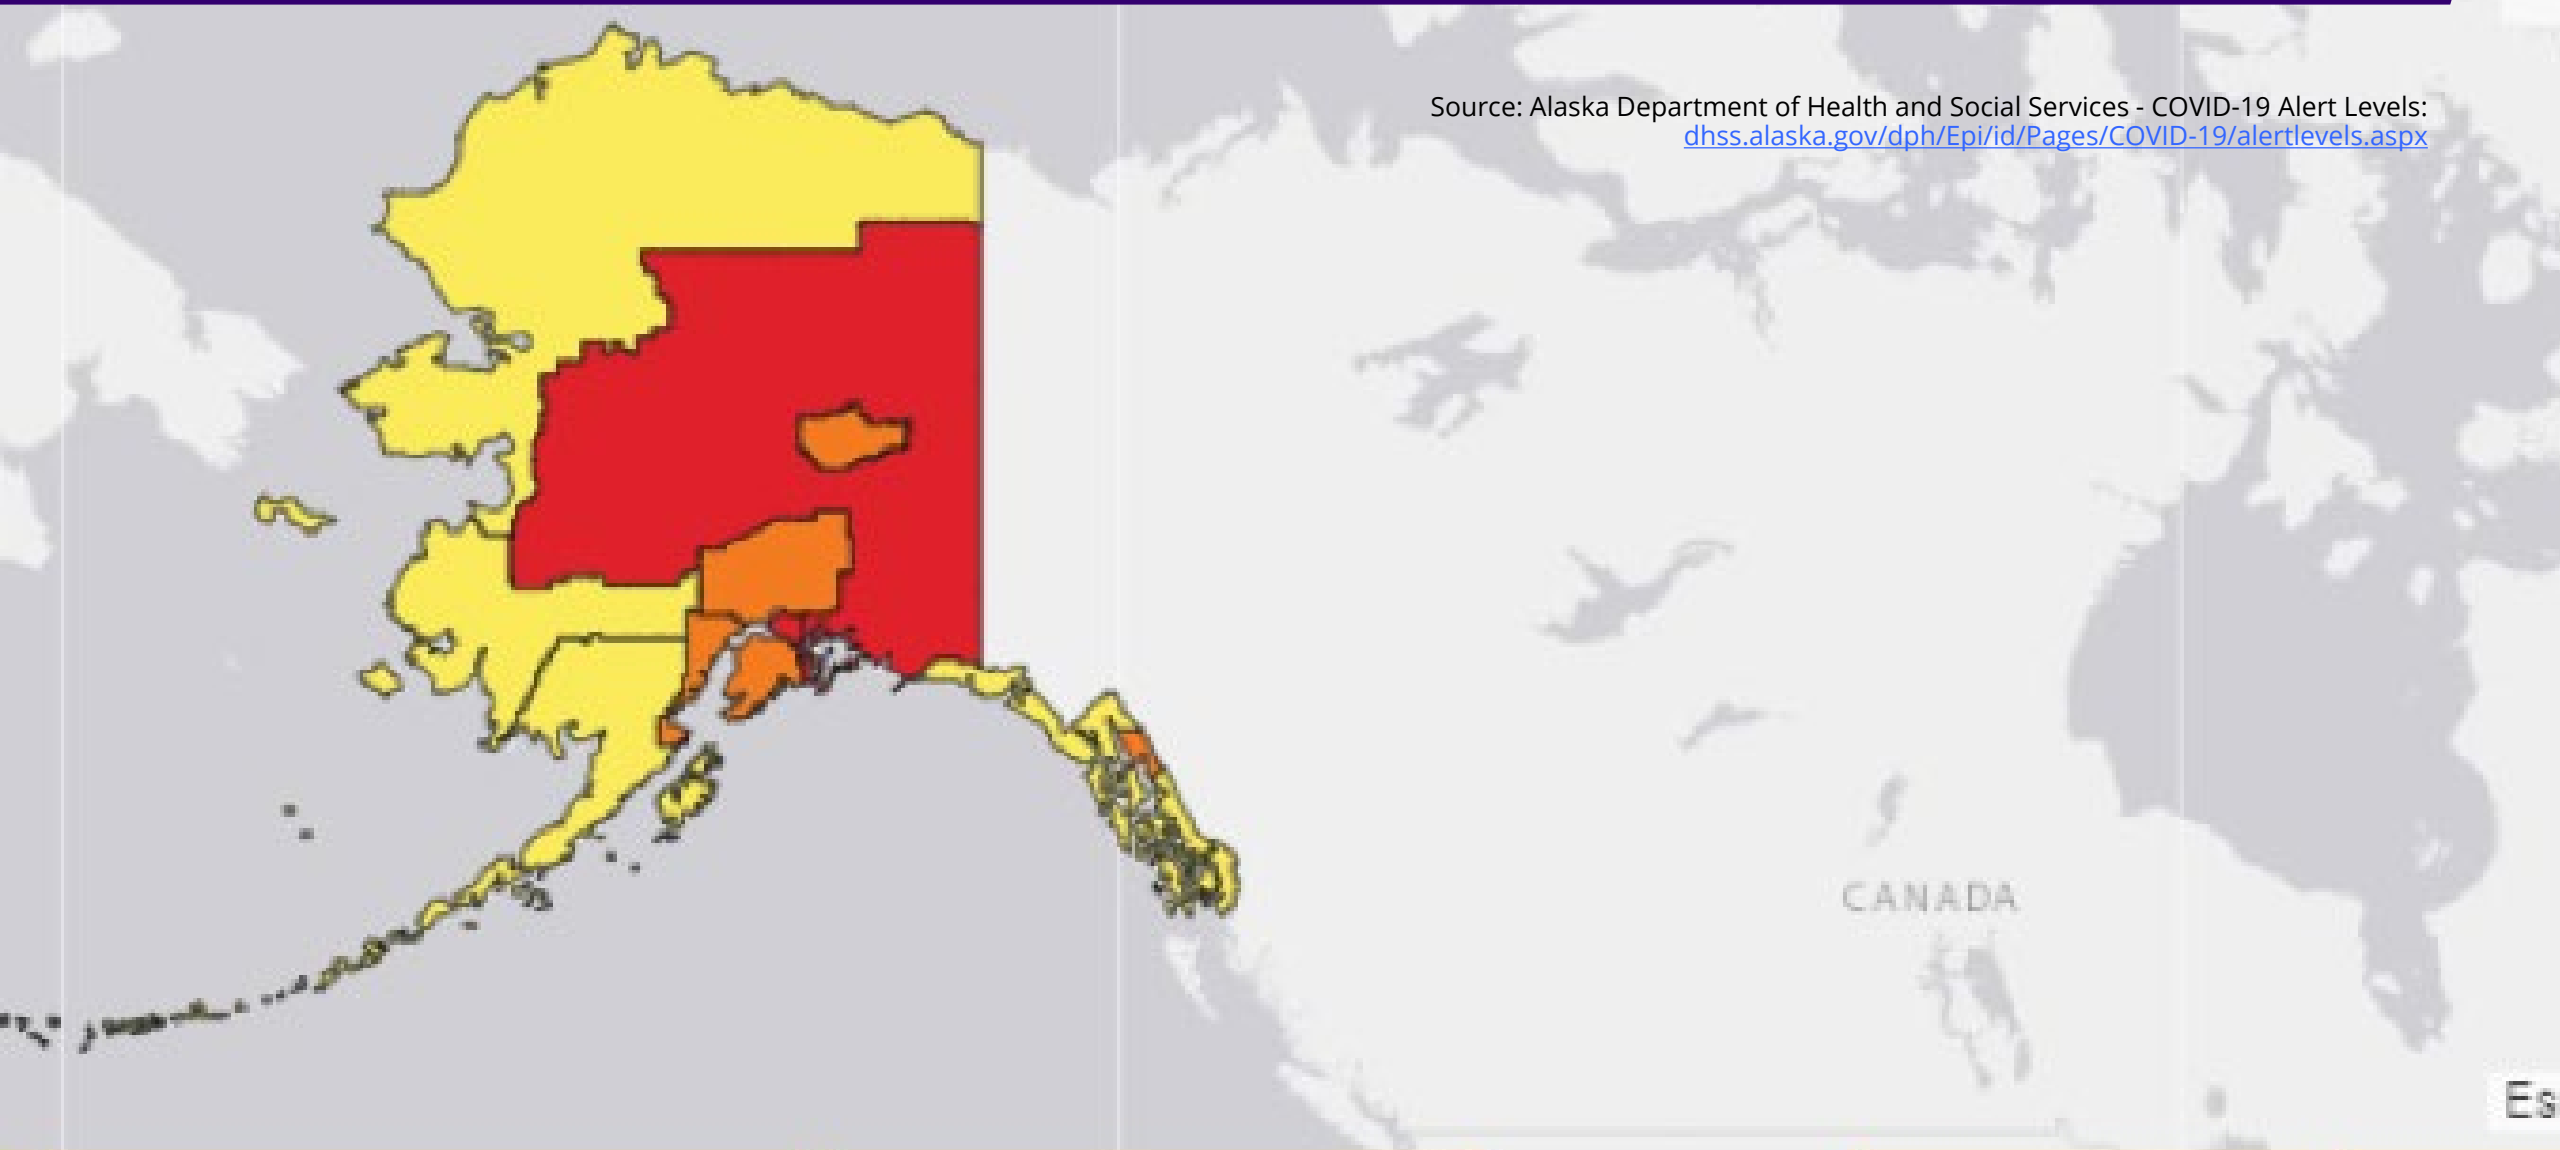 Source: Alaska Department of Health and Social Services - COVID-19 Alert Levels:
dhss.alaska.gov/dph/Epi/id/Pages/COVID-19/alertlevels.aspx
CANADA
Es